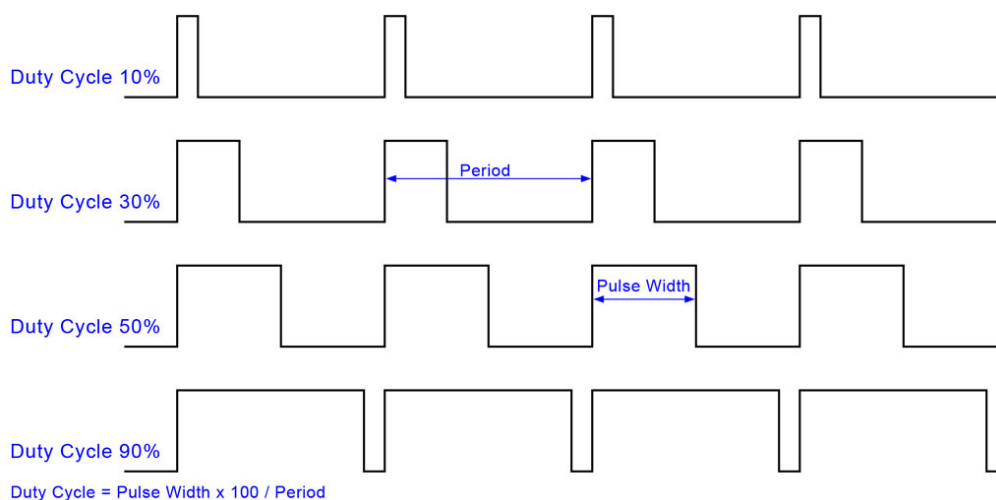 Duty Cycle 10%
Period
Duty Cycle 30%
Pulse Width
Duty Cycle 50%
Duty Cycle 90%
Duty Cycle = Pulse Width x 100 / Period